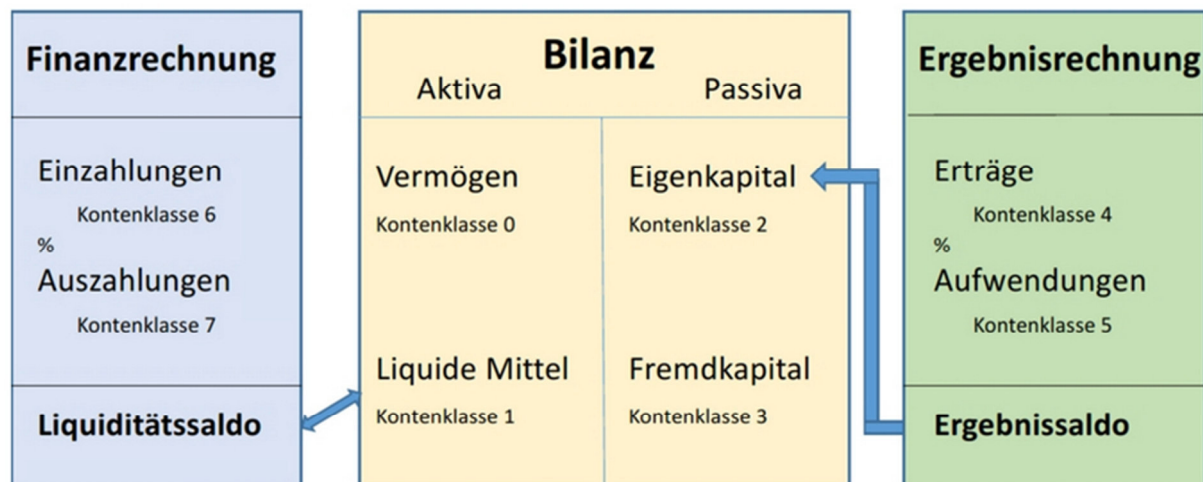 Finanzrechnung
Einzahlungen
Kontenklasse 6
%
Auszahlungen
Kontenklasse 7
Liquiditätssaldo
Bilanz
Aktiva
Passiva
Vermögen
Kontenklasse 0
Liquide Mittel
Kontenklasse 1
Eigenkapital
Kontenklasse 2
Fremdkapital
Kontenklasse 3
Ergebnisrechnung
Erträge
Kontenklasse 4
%
Aufwendungen
Kontenklasse 5
Ergebnissaldo